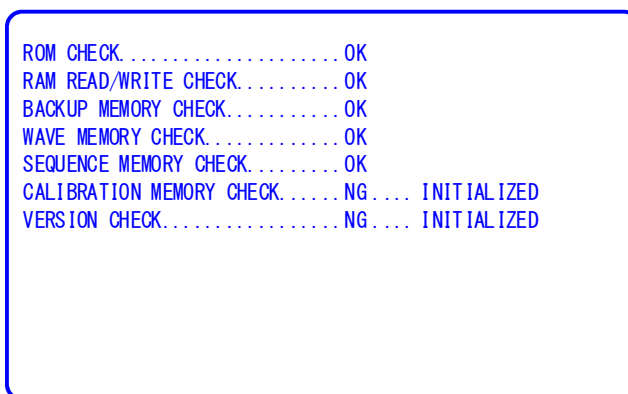 ROM CHECK.....................OK
RAM READ/WRITE CHECK..........OK
BACKUP MEMORY CHECK...........OK
WAVE MEMORY CHECK.............OK
SEQUENCE MEMORY CHECK.........OK
CALIBRATION MEMORY CHECK......NG.... INITIALIZED
VERSION CHECK.................NG.... INITIALIZED